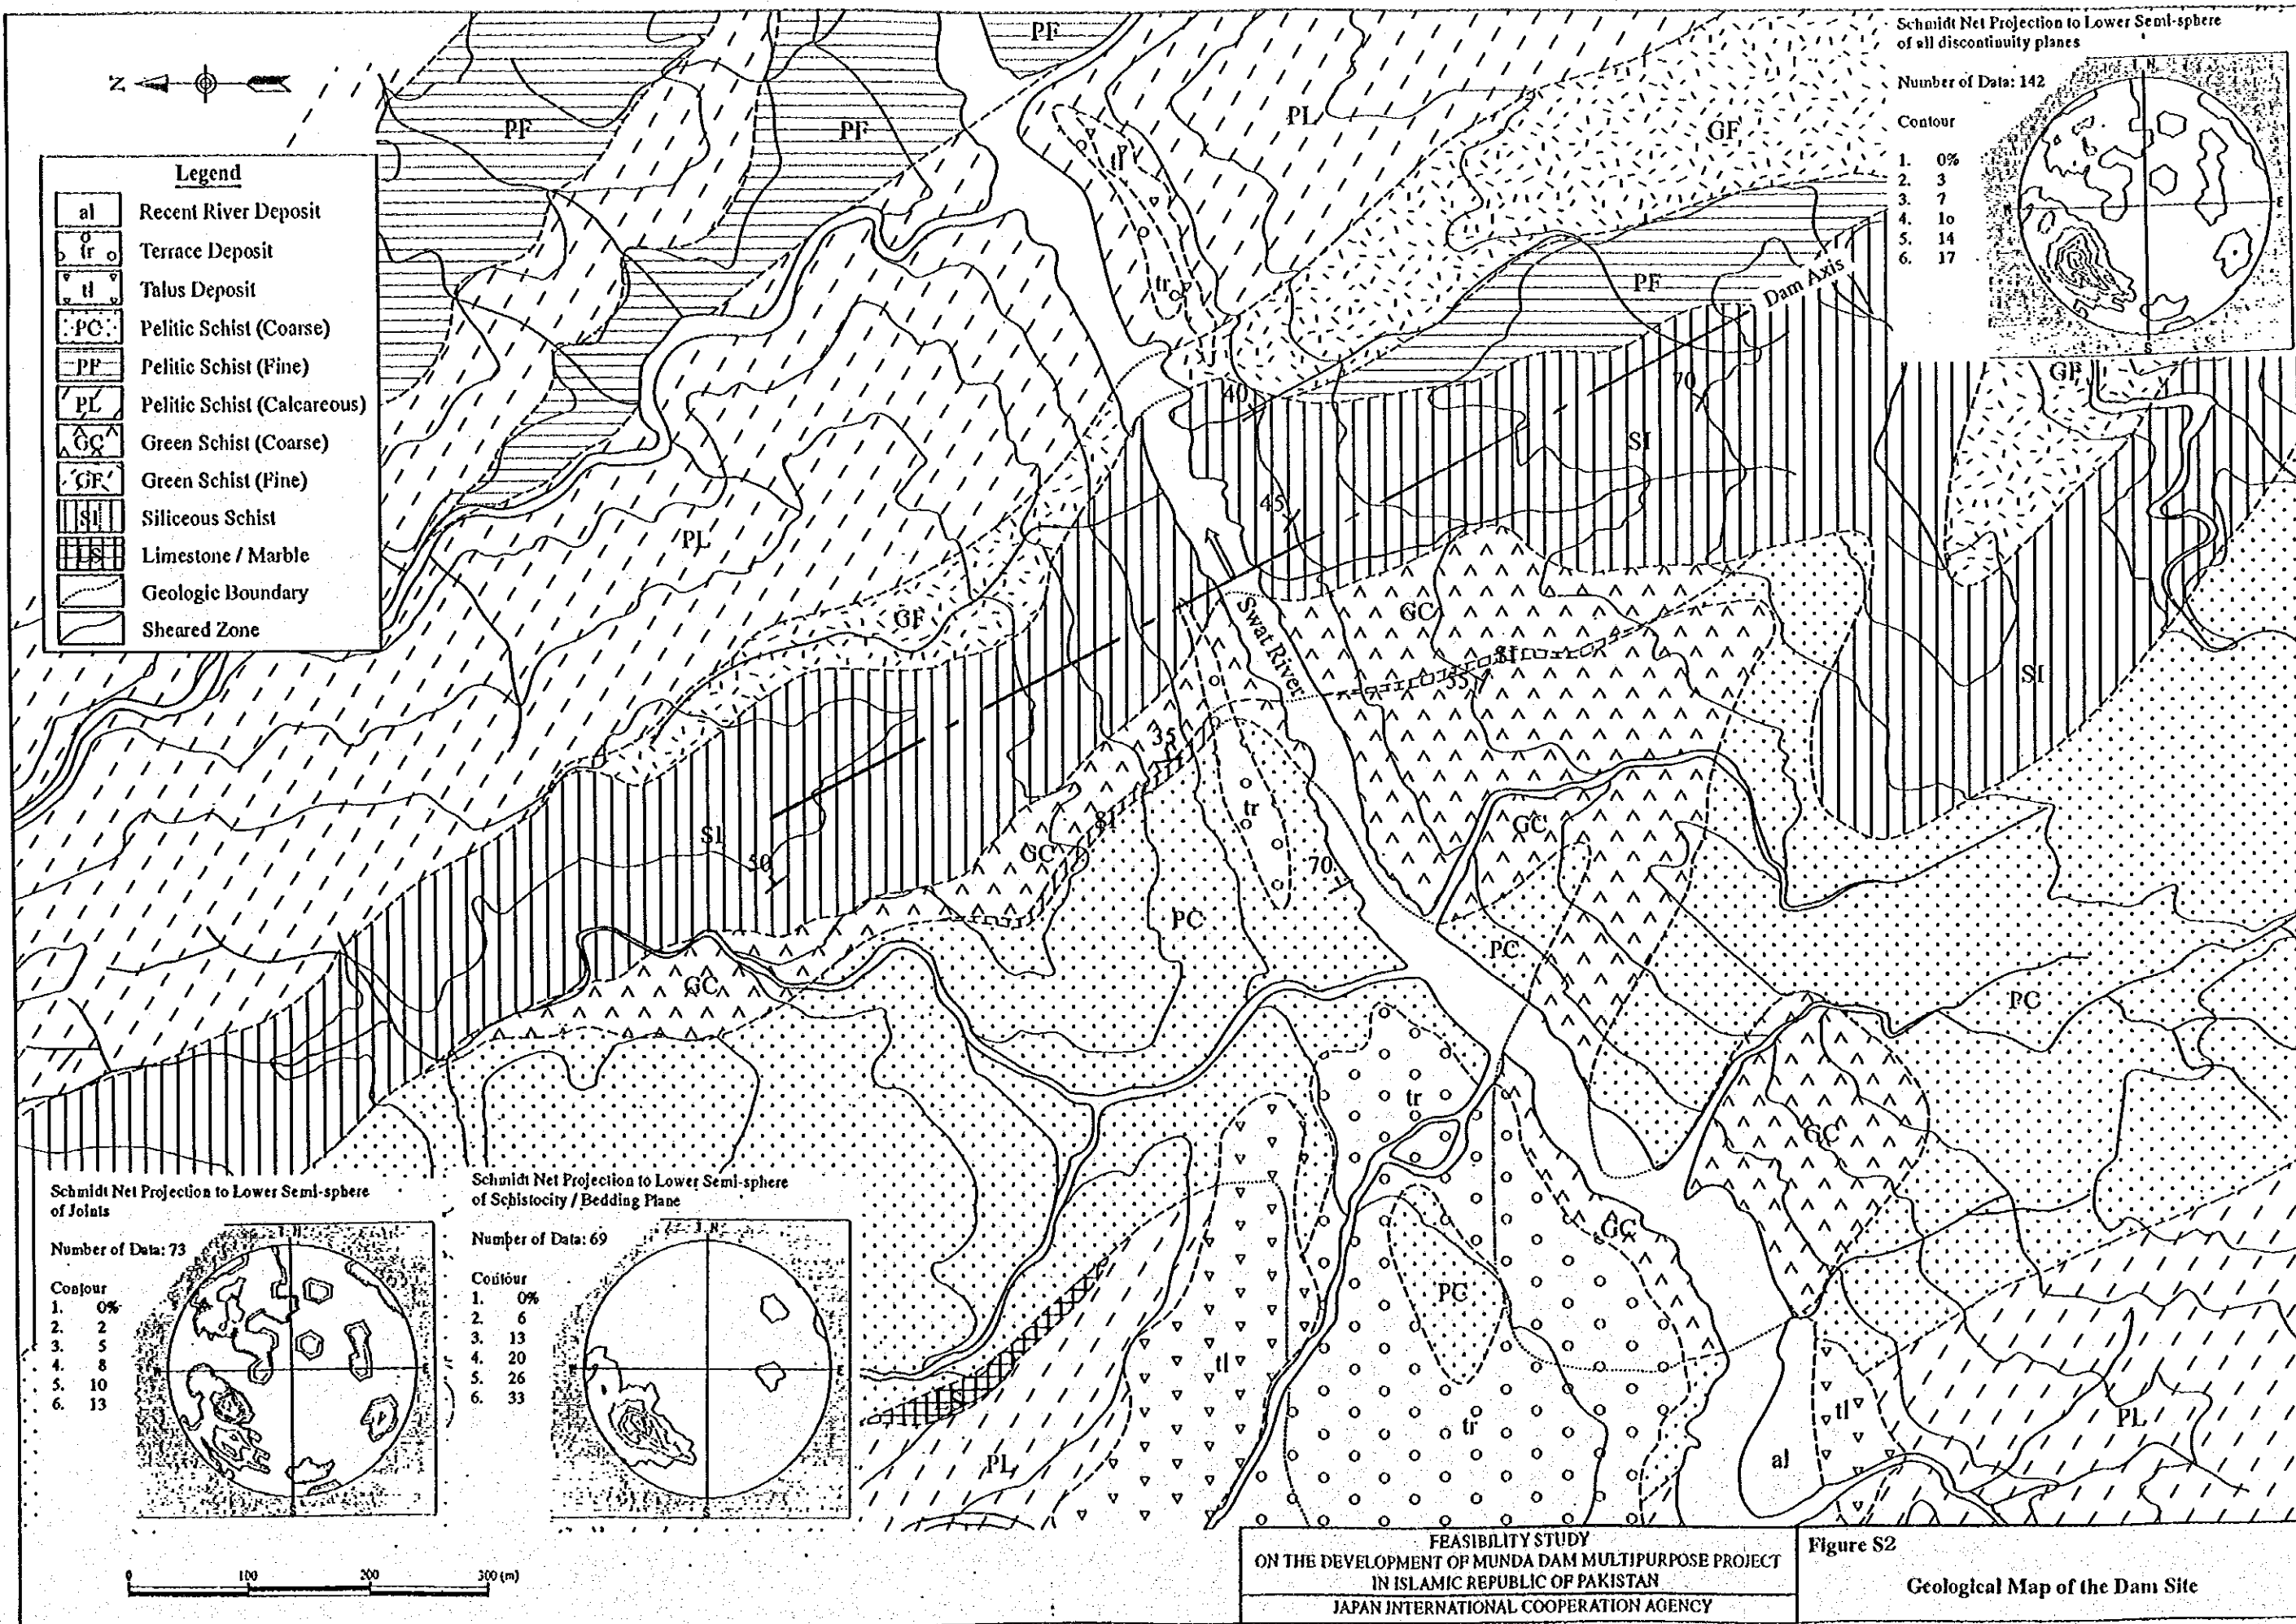 Schmidt Net Projection to Lower Semi-sphere
of all discontinuity planes
Number of Data: 142
Contour
1. 0%
2. 3
3. 7
4. 1o
5. 14
6. 17
N
E
S
N
Legend
al Recent River Deposit
tr Terrace Deposit
tl Talus Deposit
PC Pelitic Schist (Coarse)
PF Pelitic Schist (Fine)
PL Pelitic Schist (Calcareous)
GC Green Schist (Coarse)
GF Green Schist (Fine)
SI Siliceous Schist
LS Limestone / Marble
Geologic Boundary
Sheared Zone
PF
PF
PF
PL
GF
tl
tr
PF
Dam Axis
GF
70
40
SI
45
PL
GF
Swat River
GC
SI
35
SI
35
tr
GC
SI
SI
GC
50
70
PC
PC
GC
PC
tr
GC
GC
PC
tl
tr
LS
PL
al
tl
PL
Schmidt Net Projection to Lower Semi-sphere
of Joints
Number of Data: 73
Contour
1. 0%
2. 2
3. 5
4. 8
5. 10
6. 13
N
E
S
Schmidt Net Projection to Lower Semi-sphere
of Schistocity / Bedding Plane
Number of Data: 69
Contour
1. 0%
2. 6
3. 13
4. 20
5. 26
6. 33
N
E
S
0 100 200 300 (m)
FEASIBILITY STUDY
ON THE DEVELOPMENT OF MUNDA DAM MULTIPURPOSE PROJECT
IN ISLAMIC REPUBLIC OF PAKISTAN
JAPAN INTERNATIONAL COOPERATION AGENCY
Figure S2
Geological Map of the Dam Site